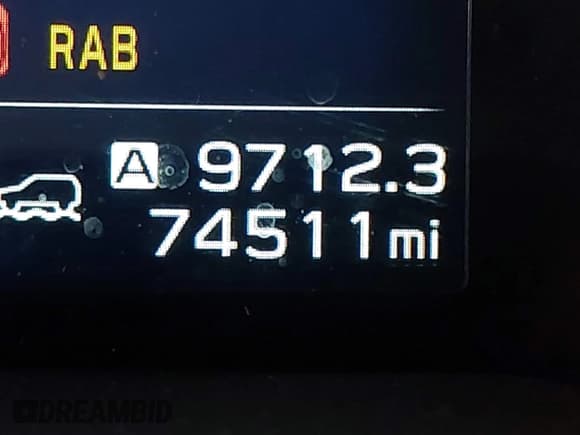 RAB
A 9712.3
74511 mi
DREAMBID